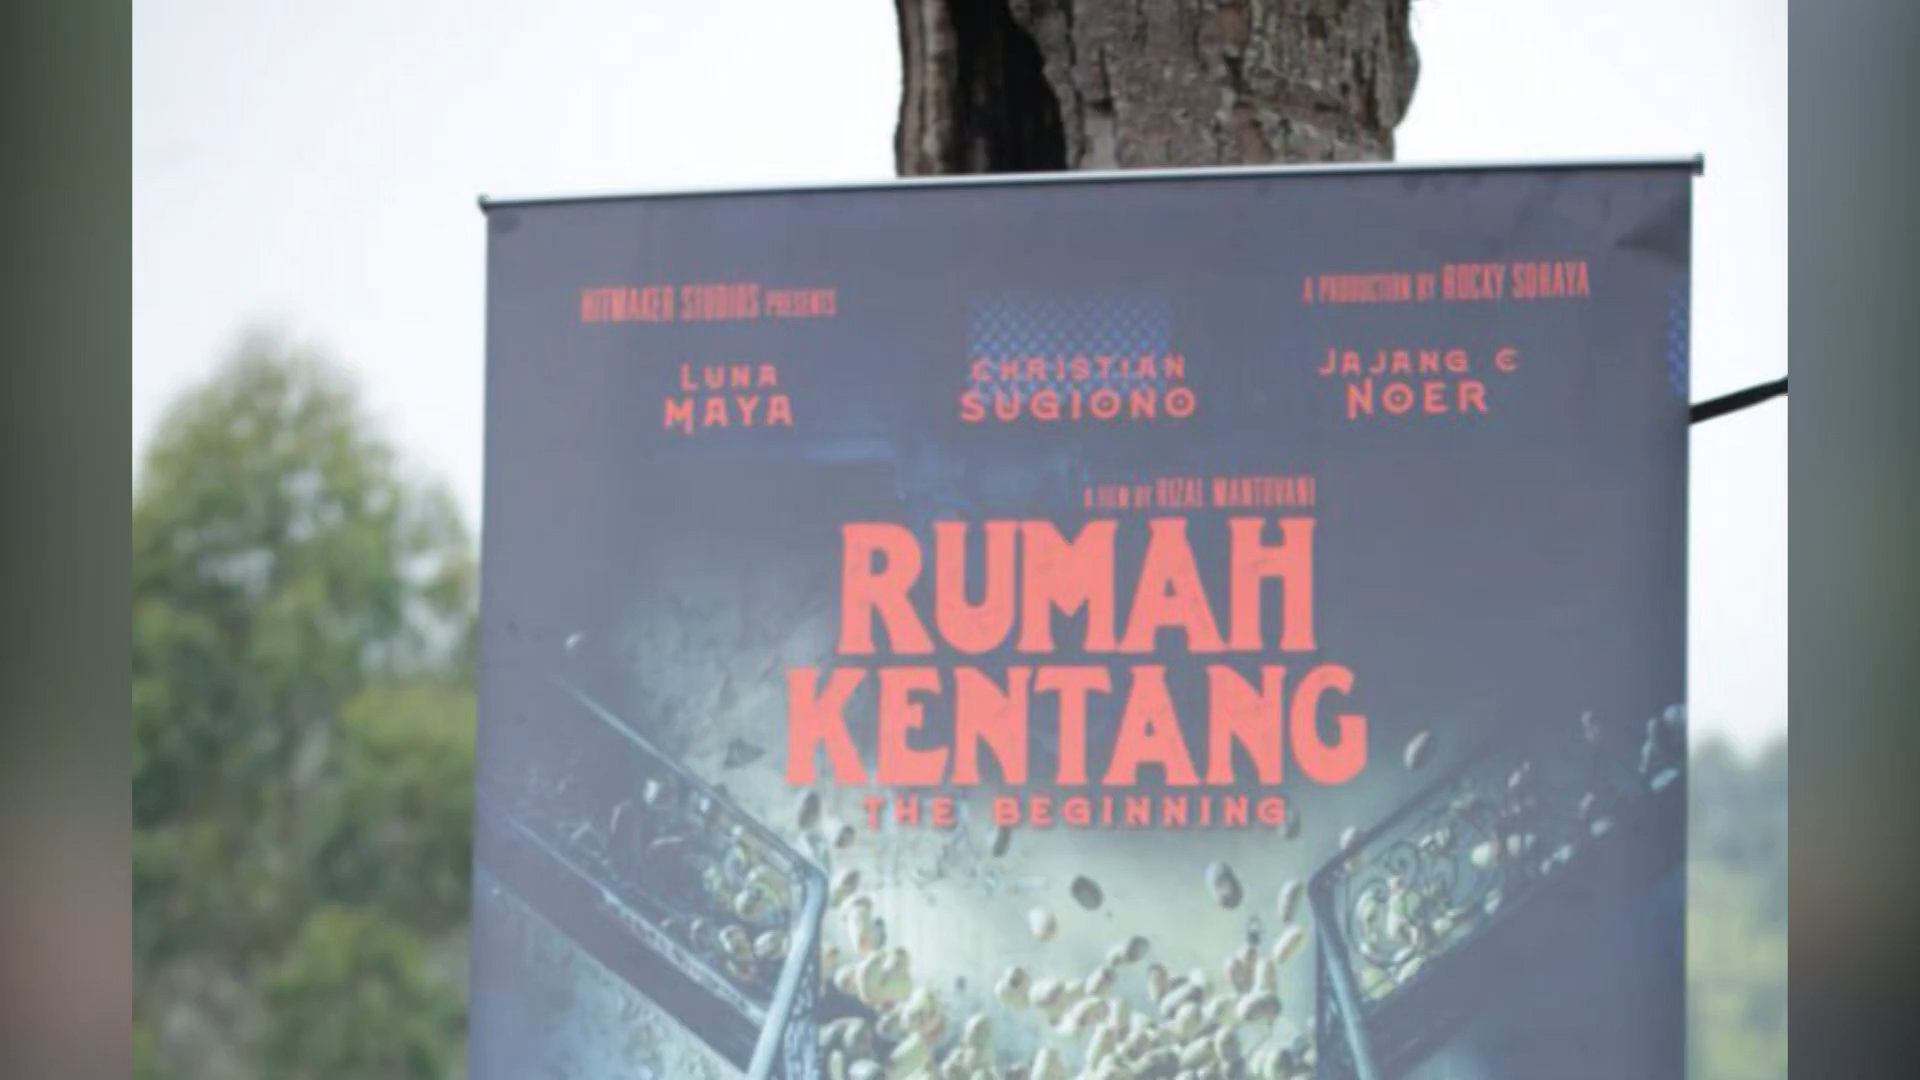 HITMAKER STUDIOS PRESENTS
A PRODUCTION BY ROCKY SORAYA
LUNA
MAYA
CHRISTIAN
SUGIONO
JAJANG C
NOER
A FILM BY RIZAL MANTOVANI
RUMAH
KENTANG
THE BEGINNING